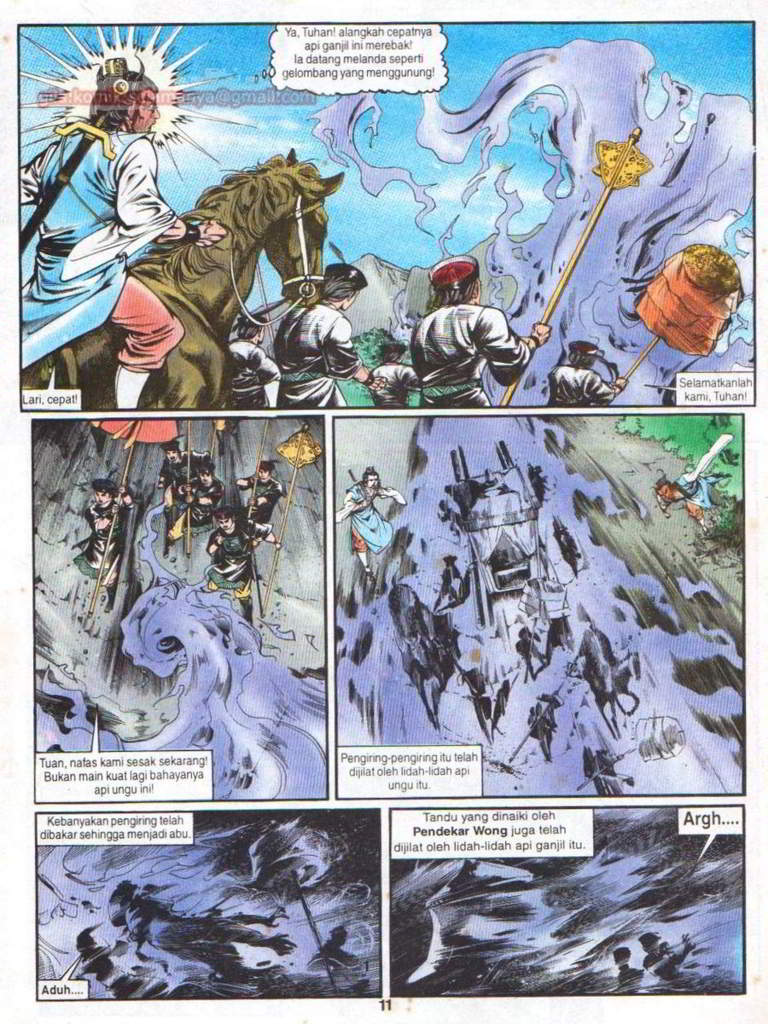 Ya, Tuhan! alangkah cepatnya
api ganjil ini merebak!
Ia datang melanda seperti
gelombang yang menggunung!
Lari, cepat!
Selamatkanlah
kami, Tuhan!
Tuan, nafas kami sesak sekarang!
Bukan main kuat lagi bahayanya
api ungu ini!
Pengiring-pengiring itu telah
dijilat oleh lidah-lidah api
ungu itu.
Kebanyakan pengiring telah
dibakar sehingga menjadi abu.
Aduh....
Tandu yang dinaiki oleh
Pendekar Wong juga telah
dijilat oleh lidah-lidah api ganjil itu.
Argh....
11